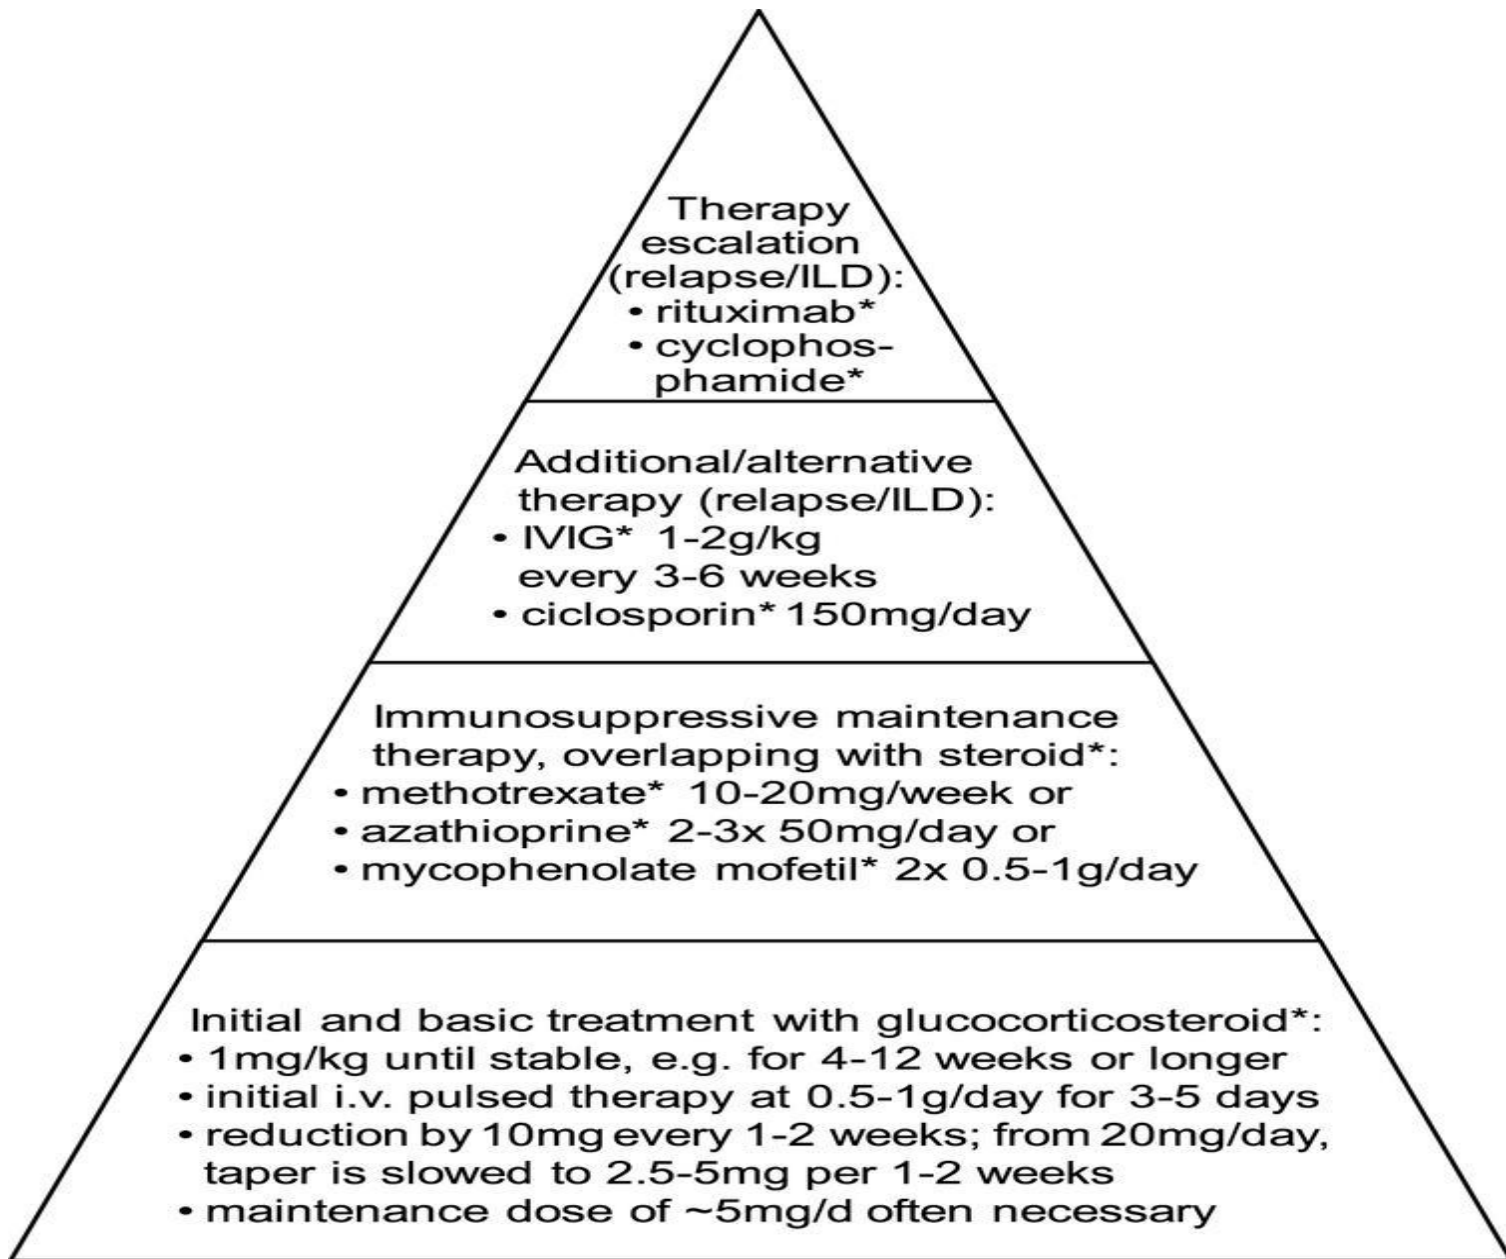 Therapy
escalation
(relapse/ILD):
• rituximab*
• cyclophos-
phamide*
Additional/alternative
therapy (relapse/ILD):
• IVIG* 1-2g/kg
every 3-6 weeks
• ciclosporin* 150mg/day
Immunosuppressive maintenance
therapy, overlapping with steroid*:
• methotrexate* 10-20mg/week or
• azathioprine* 2-3x 50mg/day or
• mycophenolate mofetil* 2x 0.5-1g/day
Initial and basic treatment with glucocorticosteroid*:
• 1mg/kg until stable, e.g. for 4-12 weeks or longer
• initial i.v. pulsed therapy at 0.5-1g/day for 3-5 days
• reduction by 10mg every 1-2 weeks; from 20mg/day,
taper is slowed to 2.5-5mg per 1-2 weeks
• maintenance dose of ~5mg/d often necessary